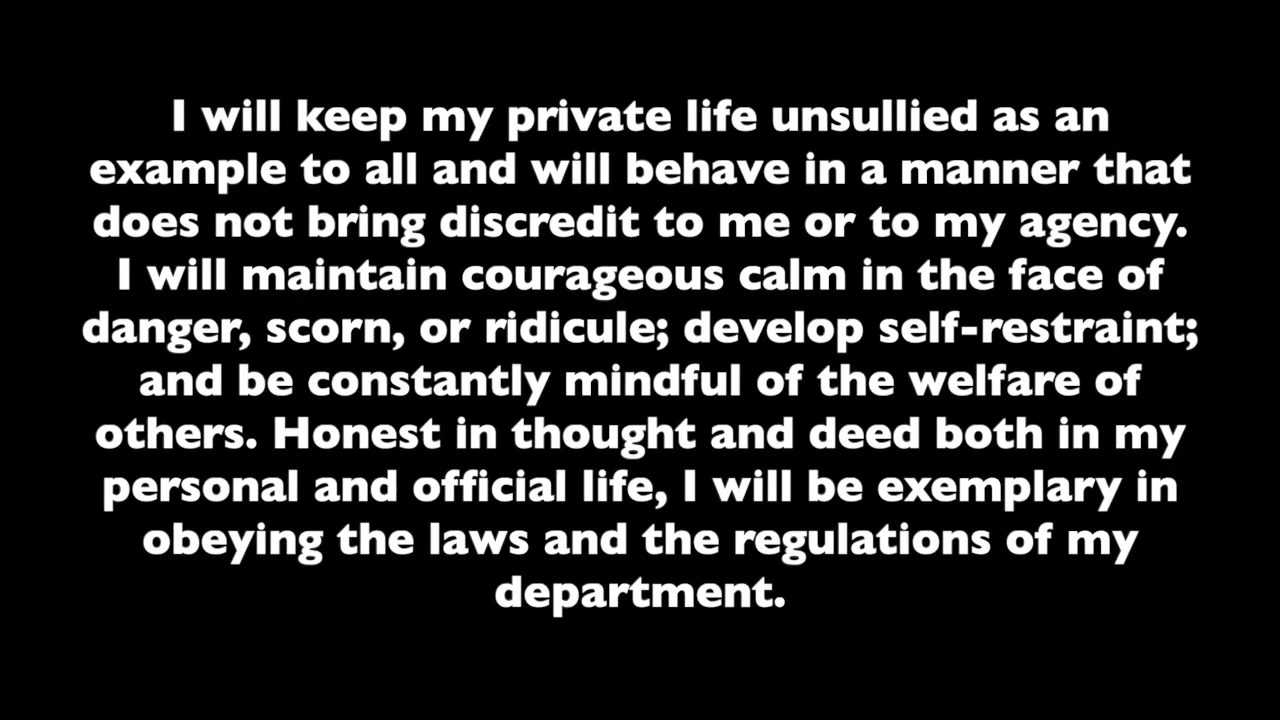 I will keep my private life unsullied as an
example to all and will behave in a manner that
does not bring discredit to me or to my agency.
I will maintain courageous calm in the face of
danger, scorn, or ridicule; develop self-restraint;
and be constantly mindful of the welfare of
others. Honest in thought and deed both in my
personal and official life, I will be exemplary in
obeying the laws and the regulations of my
department.